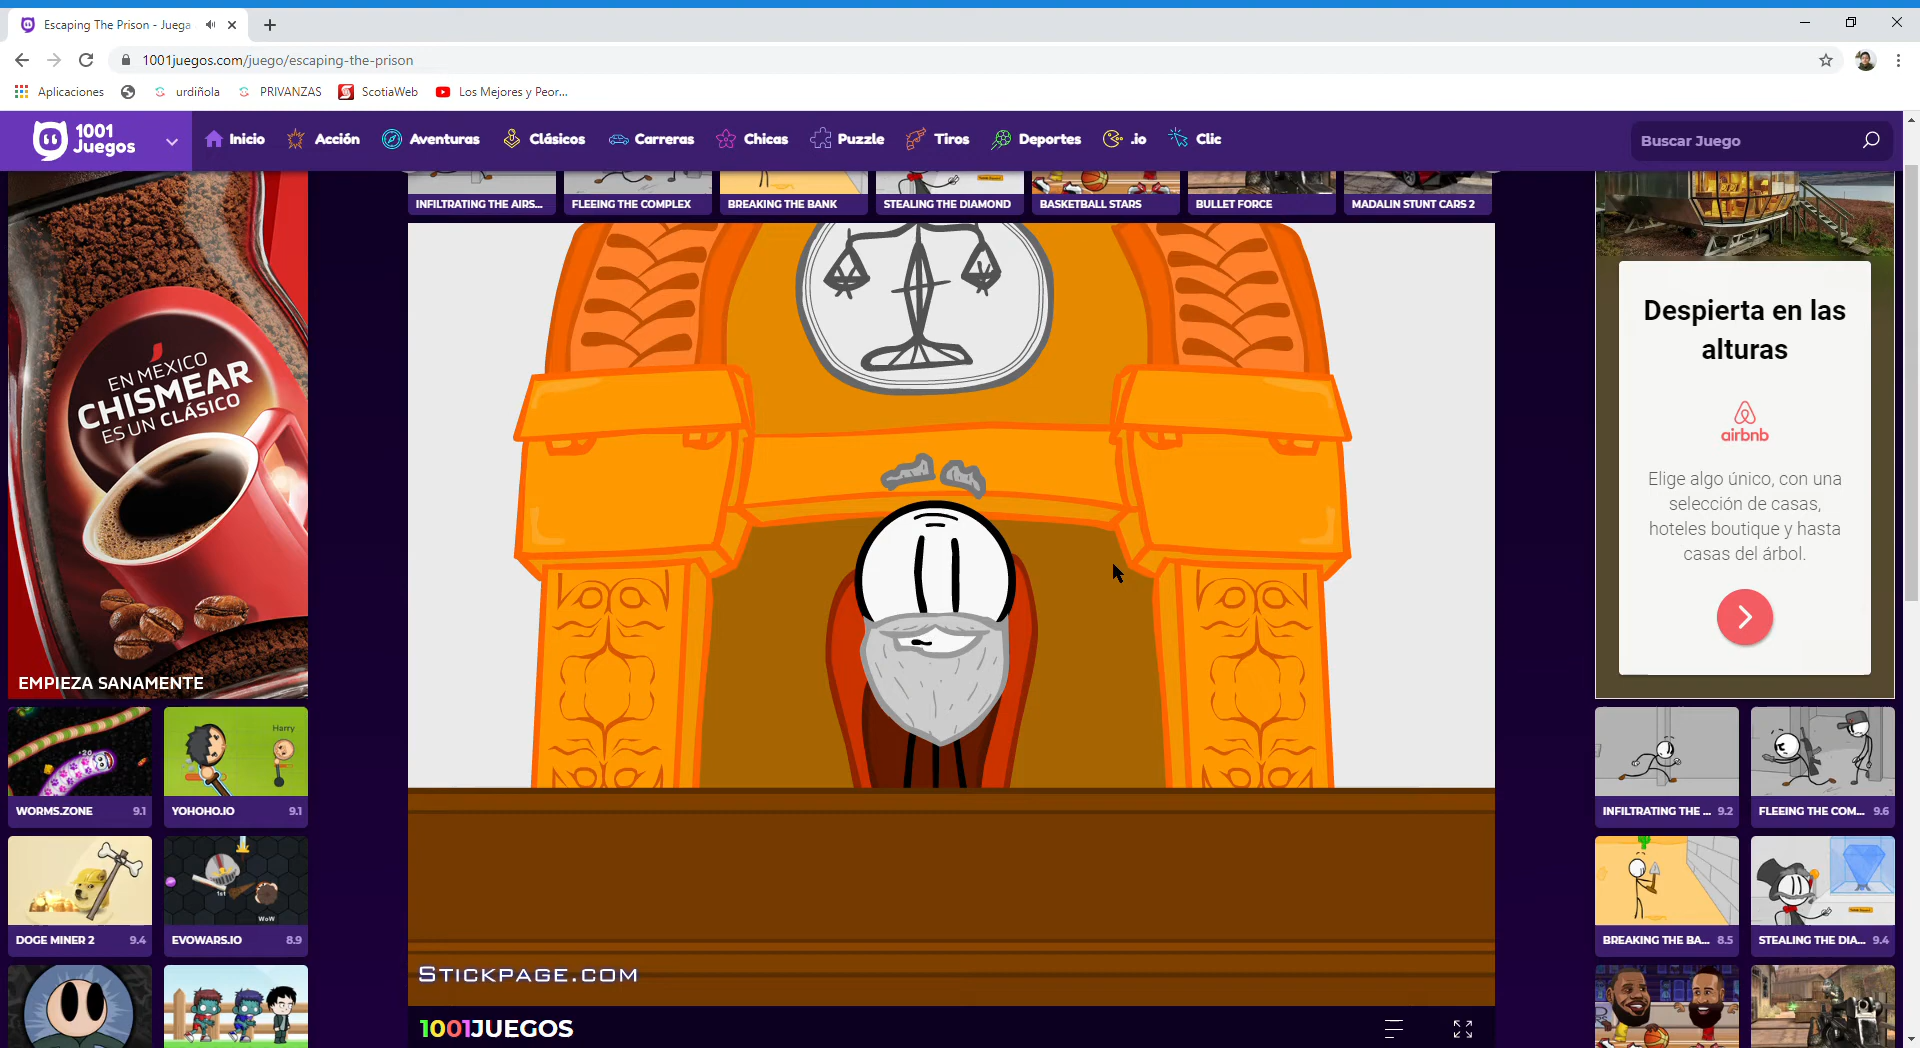 Escaping The Prison - Juega
1001juegos.com/juego/escaping-the-prison
Aplicaciones
urdiñola
PRIVANZAS
ScotiaWeb
Los Mejores y Peor...
1001
Juegos
Inicio
Acción
Aventuras
Clásicos
Carreras
Chicas
Puzzle
Tiros
Deportes
.io
Clic
Buscar Juego
INFILTRATING THE AIRS...
FLEEING THE COMPLEX
BREAKING THE BANK
STEALING THE DIAMOND
BASKETBALL STARS
BULLET FORCE
MADALIN STUNT CARS 2
EN MEXICO
CHISMEAR
ES UN CLÁSICO
EMPIEZA SANAMENTE
Despierta en las
alturas
airbnb
Elige algo único, con una
selección de casas,
hoteles boutique y hasta
casas del árbol.
+20
Harry
WORMS.ZONE 9.1
YOHOHO.IO 9.1
1st
WoW
DOGE MINER 2 9.4
EVOWARS.IO 8.9
INFILTRATING THE ... 9.2
FLEEING THE COM... 9.6
BREAKING THE BA... 8.5
STEALING THE DIA... 9.4
STICKPAGE.COM
1001JUEGOS